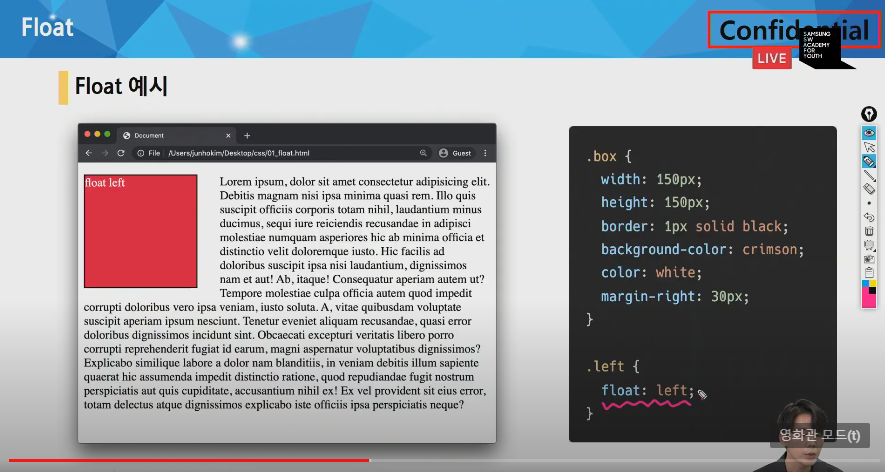 Float
Confidential
SAMSUNG
SW
ACADEMY
FOR
YOUTH
LIVE
Float 예시
Document
File /Users/junhokim/Desktop/css/01_float.html
Guest
float left
Lorem ipsum, dolor sit amet consectetur adipisicing elit.
Debitis magnam nisi ipsa minima quasi rem. Illo quis
suscipit officiis corporis totam nihil, laudantium minus
ducimus, sequi iure reiciendis recusandae in adipisci
molestiae numquam asperiores hic ab minima officia et
distinctio velit doloremque iusto. Hic facilis ad
doloribus suscipit ipsa nisi laudantium, dignissimos
nam et aut! Ab, itaque! Consequatur aperiam autem ut?
Tempore molestiae culpa officia autem quod impedit
corrupti doloribus vero ipsa veniam, iusto soluta. A, vitae quibusdam voluptate
suscipit aperiam ipsum nesciunt. Tenetur eveniet aliquam recusandae, quasi error
doloribus dignissimos incidunt sint. Obcaecati excepturi veritatis libero porro
corrupti reprehenderit fugiat id earum, magni aspernatur voluptatibus dignissimos?
Explicabo similique labore a dolor nam blanditiis, in veniam debitis illum sapiente
quaerat hic assumenda impedit distinctio ratione, quod repudiandae fugit nostrum
perspiciatis aut quis cupiditate, accusantium nihil ex! Ex vel provident sit eius error,
totam delectus atque dignissimos explicabo iste officiis ipsa perspiciatis neque?
.box {
width: 150px;
height: 150px;
border: 1px solid black;
background-color: crimson;
color: white;
margin-right: 30px;
}
.left {
float: left;
}
영화관 모드(t)